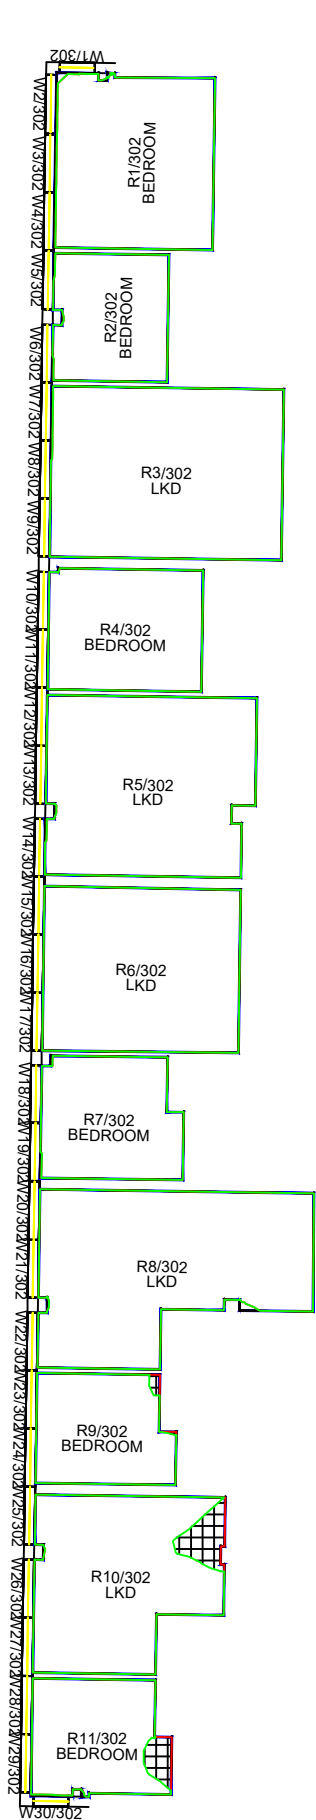 W1/302
W2/302
W3/302
W4/302
W5/302
W6/302
W7/302
W8/302
W9/302
W10/302
W11/302
W12/302
W13/302
W14/302
W15/302
W16/302
W17/302
W18/302
W19/302
W20/302
W21/302
W22/302
W23/302
W24/302
W25/302
W26/302
W27/302
W28/302
W29/302
W30/302
R1/302
BEDROOM
R2/302
BEDROOM
R3/302
LKD
R4/302
BEDROOM
R5/302
LKD
R6/302
LKD
R7/302
BEDROOM
R8/302
LKD
R9/302
BEDROOM
R10/302
LKD
R11/302
BEDROOM